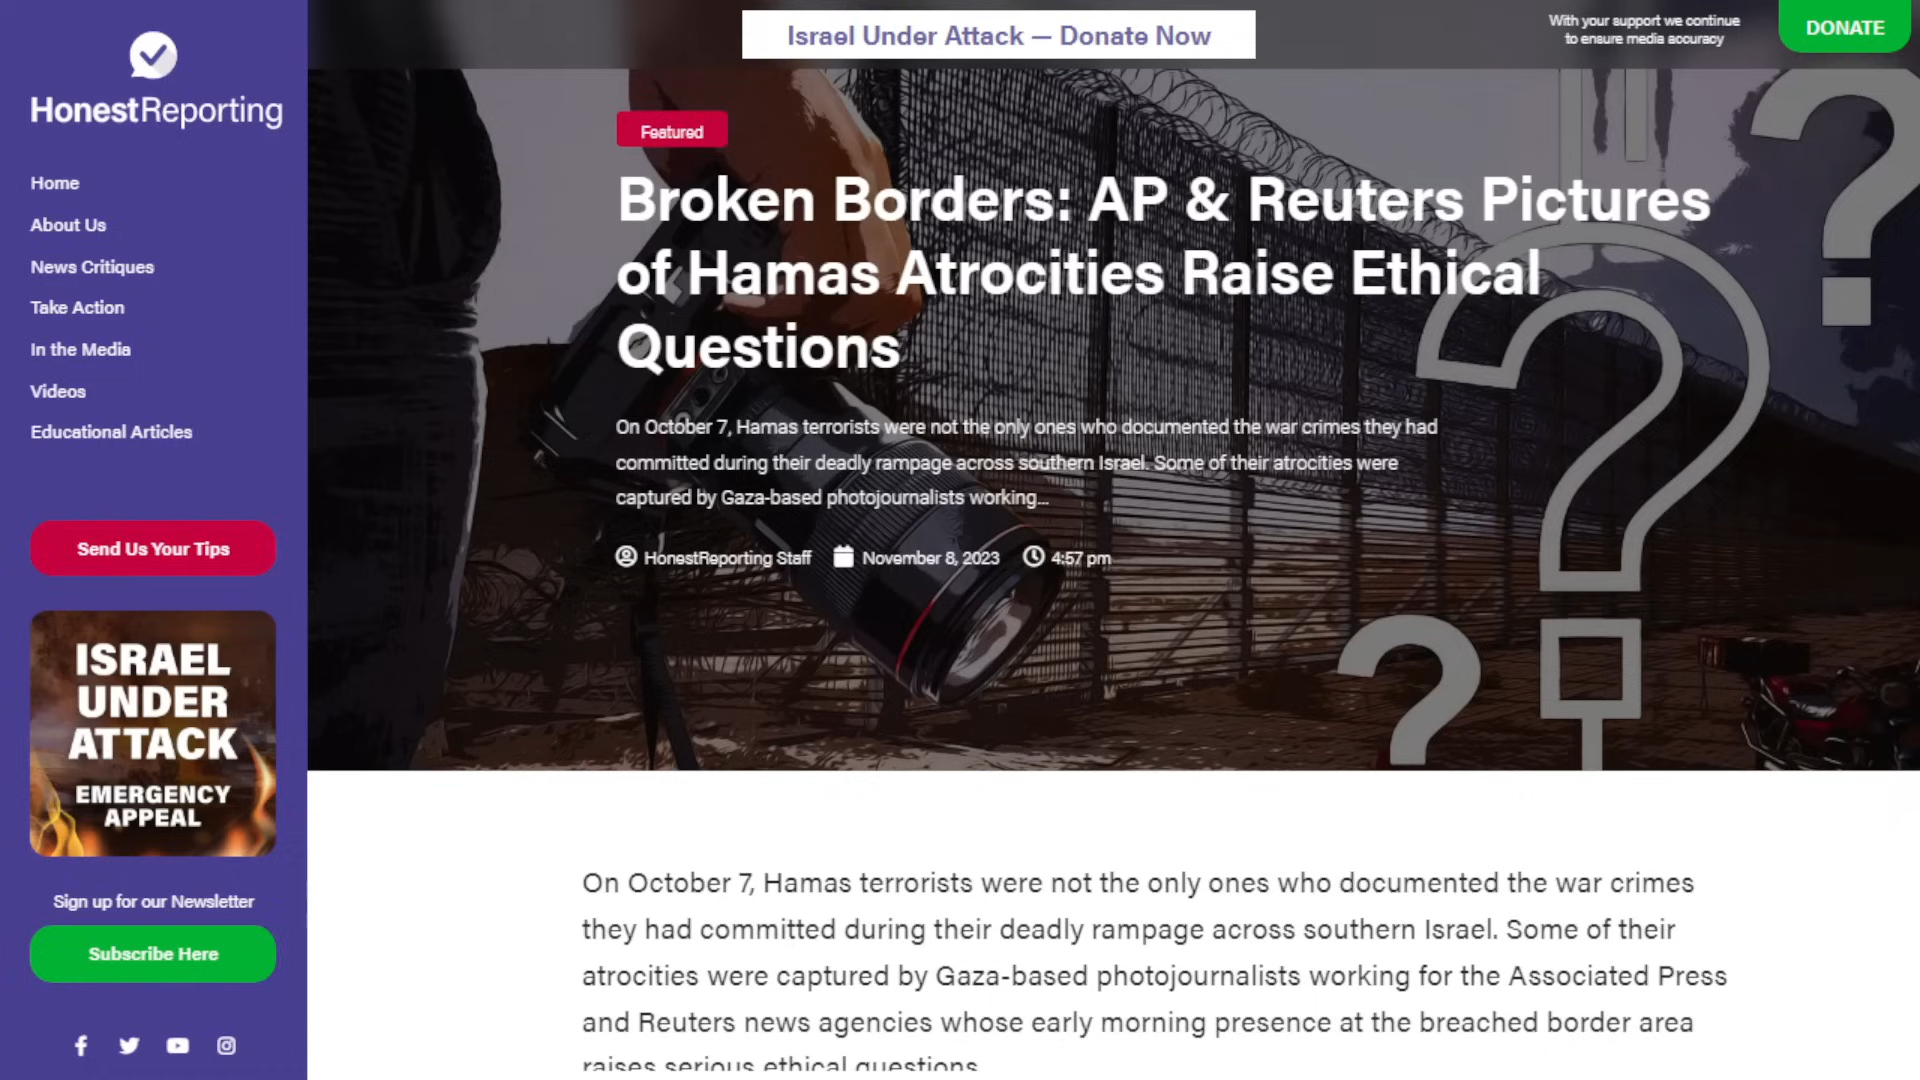 Israel Under Attack — Donate Now
With your support we continue
to ensure media accuracy
DONATE
HonestReporting
Home
About Us
News Critiques
Take Action
In the Media
Videos
Educational Articles
Send Us Your Tips
ISRAEL
UNDER
ATTACK
EMERGENCY
APPEAL
Sign up for our Newsletter
Subscribe Here
Featured
Broken Borders: AP & Reuters Pictures
of Hamas Atrocities Raise Ethical
Questions
On October 7, Hamas terrorists were not the only ones who documented the war crimes they had
committed during their deadly rampage across southern Israel. Some of their atrocities were
captured by Gaza-based photojournalists working...
HonestReporting Staff November 8, 2023 4:57 pm
On October 7, Hamas terrorists were not the only ones who documented the war crimes
they had committed during their deadly rampage across southern Israel. Some of their
atrocities were captured by Gaza-based photojournalists working for the Associated Press
and Reuters news agencies whose early morning presence at the breached border area
raises serious ethical questions